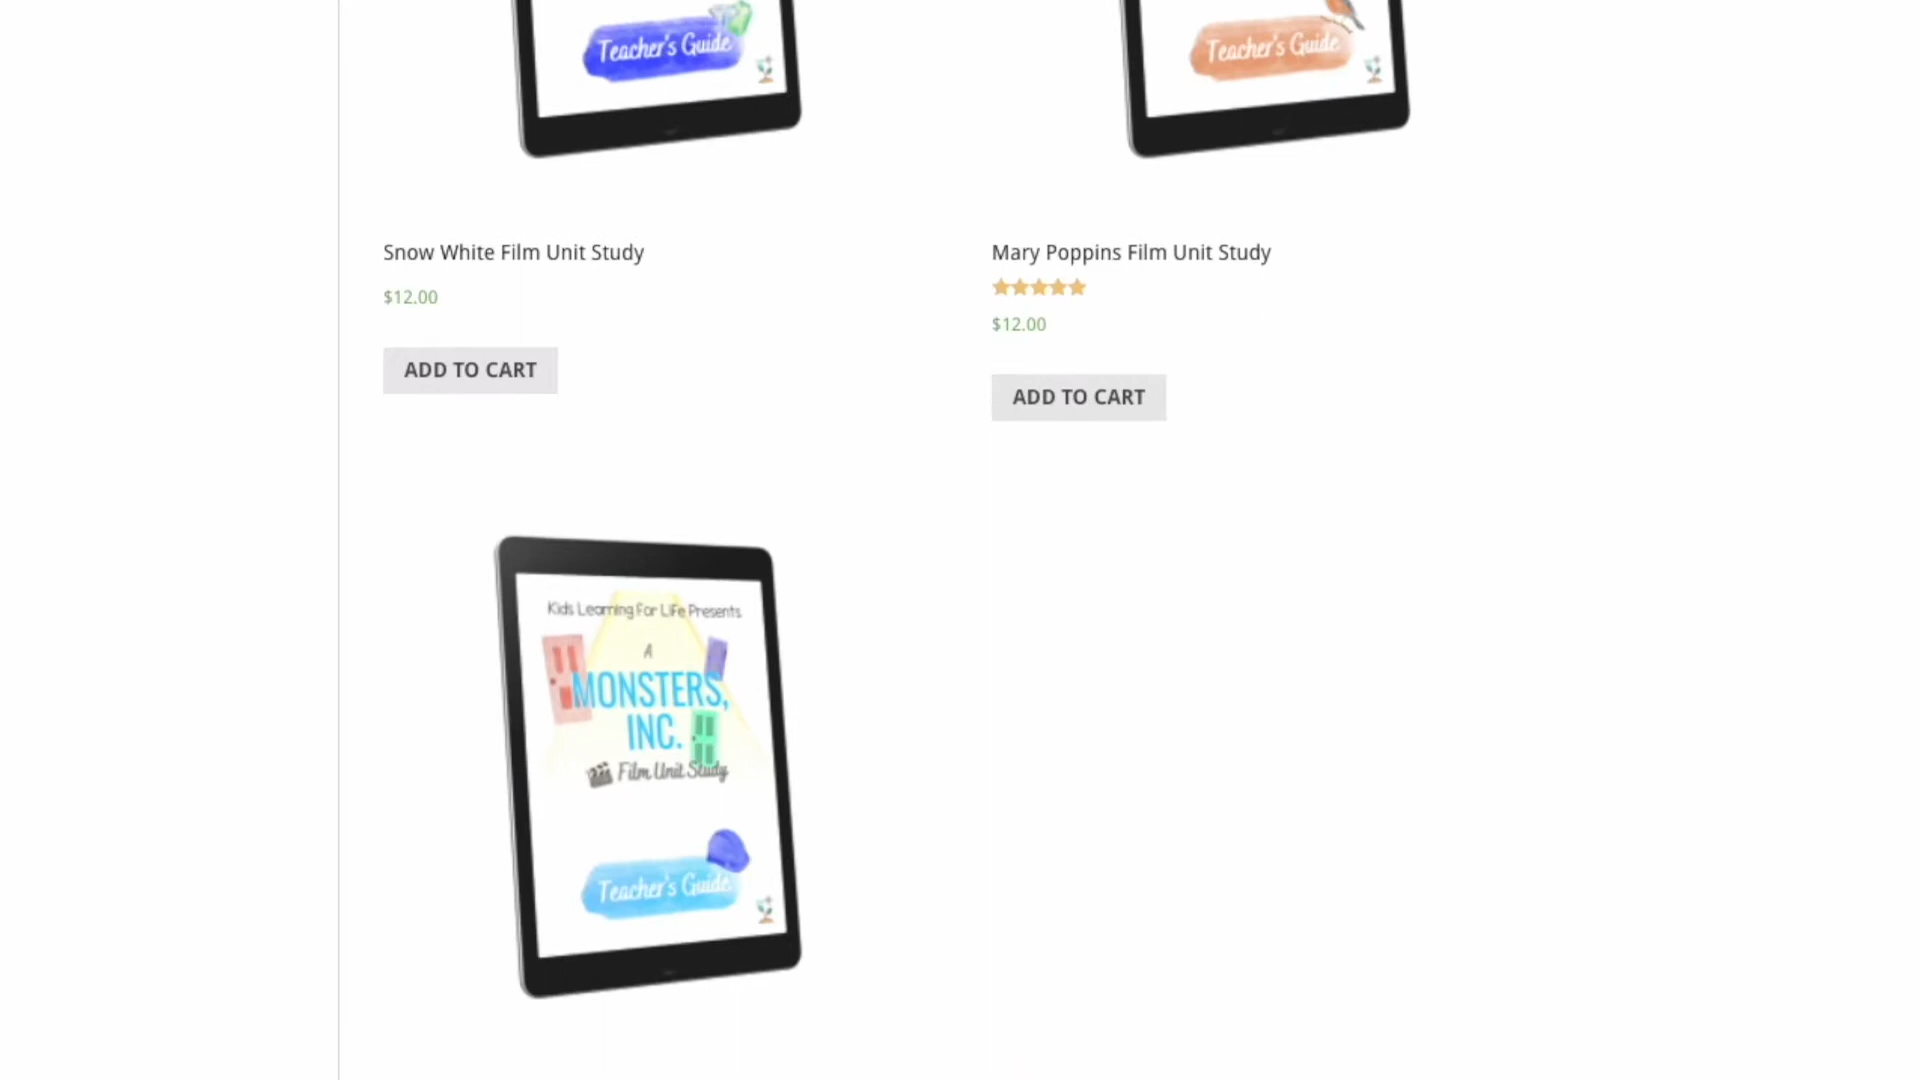 Teacher's Guide
Teacher's Guide
Snow White Film Unit Study
$12.00
ADD TO CART
Mary Poppins Film Unit Study
$12.00
ADD TO CART
Kids Learning For Life Presents
A
MONSTERS,
INC.
Film Unit Study
Teacher's Guide